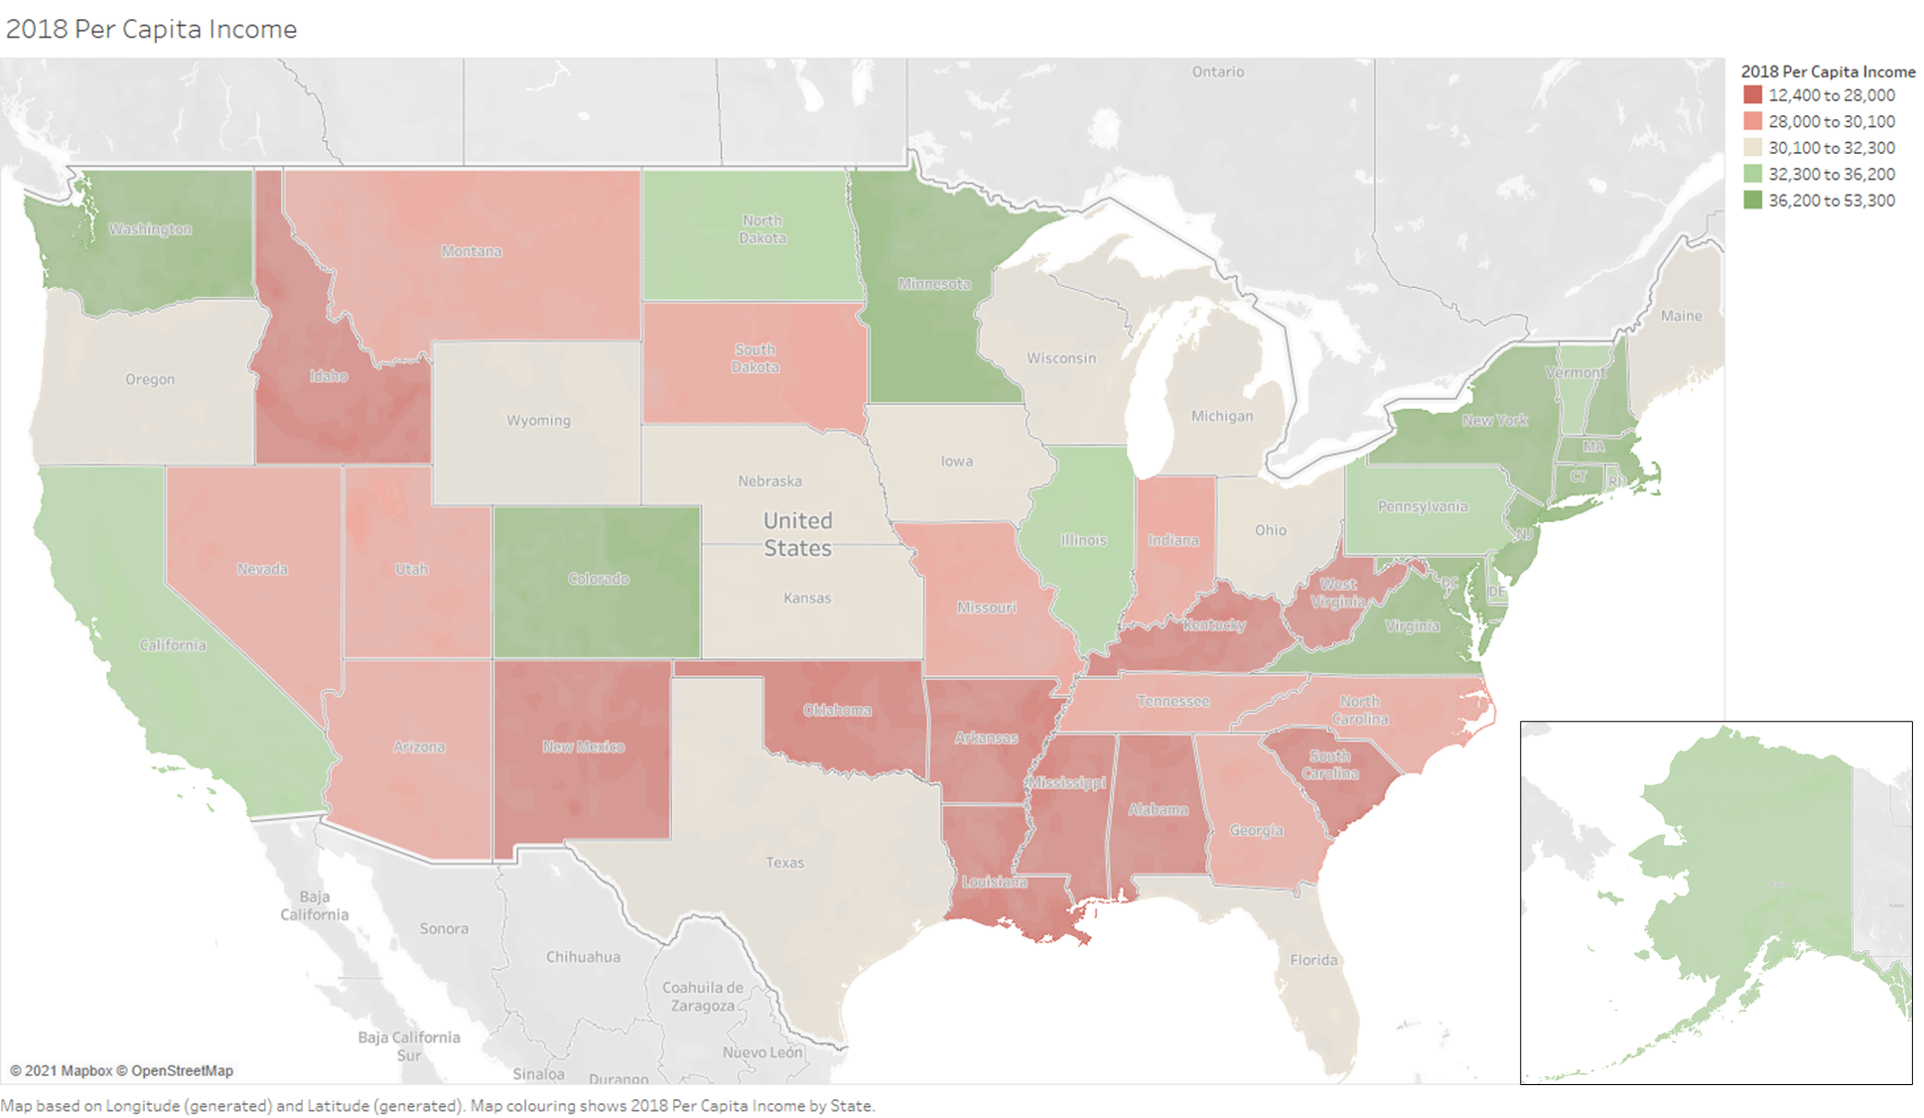 2018 Per Capita Income
Ontario
2018 Per Capita Income
12,400 to 28,000
28,000 to 30,100
30,100 to 32,300
32,300 to 36,200
36,200 to 53,300
Washington
Montana
North
Dakota
Minnesota
Maine
Oregon
Idaho
South
Dakota
Wisconsin
Vermont
Wyoming
Michigan
New York
MA
Iowa
Nebraska
CT
RI
Pennsylvania
United
States
Illinois
Indiana
Ohio
NJ
Nevada
Utah
Colorado
Kansas
Missouri
West
Virginia
DC
DE
Kentucky
Virginia
California
Tennessee
North
Carolina
Oklahoma
Arizona
New Mexico
Arkansas
South
Carolina
Mississippi
Alabama
Georgia
Texas
Louisiana
Florida
Baja
California
Sonora
Chihuahua
Coahuila de
Zaragoza
Baja California
Sur
Nuevo León
Sinaloa
Durango
© 2021 Mapbox © OpenStreetMap
Map based on Longitude (generated) and Latitude (generated). Map colouring shows 2018 Per Capita Income by State.